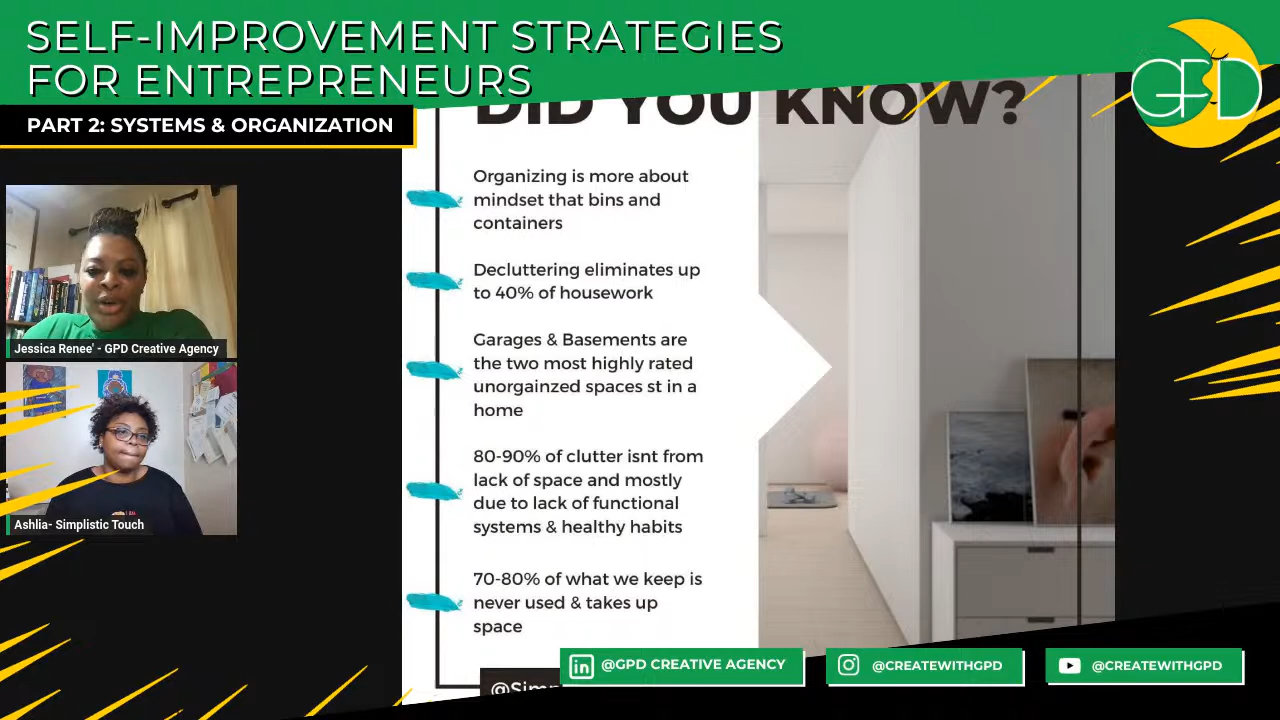 SELF-IMPROVEMENT STRATEGIES
FOR ENTREPRENEURS
PART 2: SYSTEMS & ORGANIZATION
GPD
DID YOU KNOW?
Organizing is more about
mindset that bins and
containers
Decluttering eliminates up
to 40% of housework
Garages & Basements are
the two most highly rated
unorgainzed spaces st in a
home
80-90% of clutter isnt from
lack of space and mostly
due to lack of functional
systems & healthy habits
70-80% of what we keep is
never used & takes up
space
Jessica Renee' - GPD Creative Agency
Ashlia- Simplistic Touch
@GPD CREATIVE AGENCY
@CREATEWITHGPD
@CREATEWITHGPD